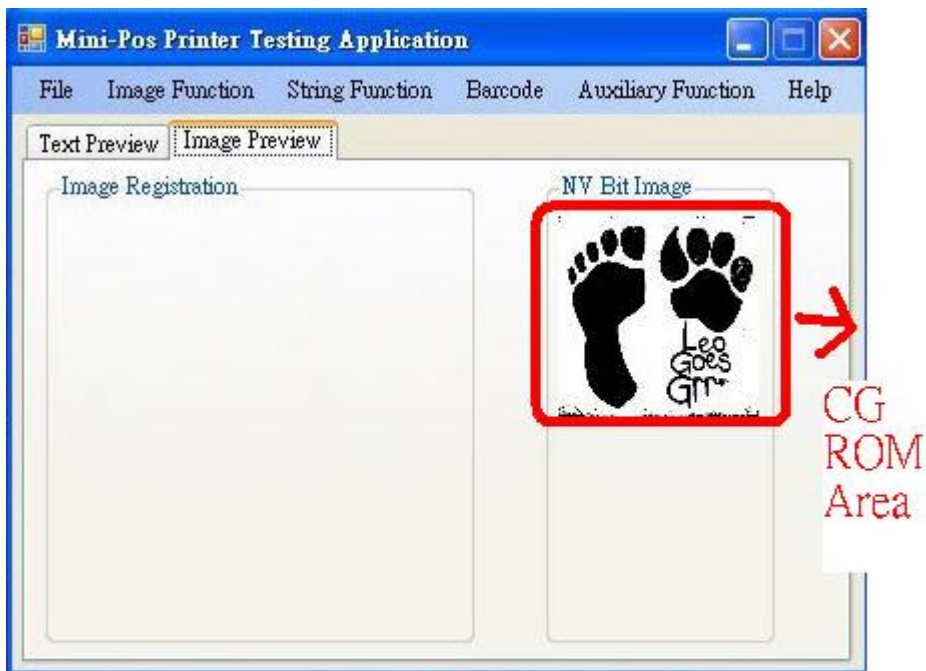 Mini-Pos Printer Testing Application
File Image Function String Function Barcode Auxiliary Function Help
Text Preview Image Preview
Image Registration NV Bit Image
Leo
Goes
Grr
CG
ROM
Area